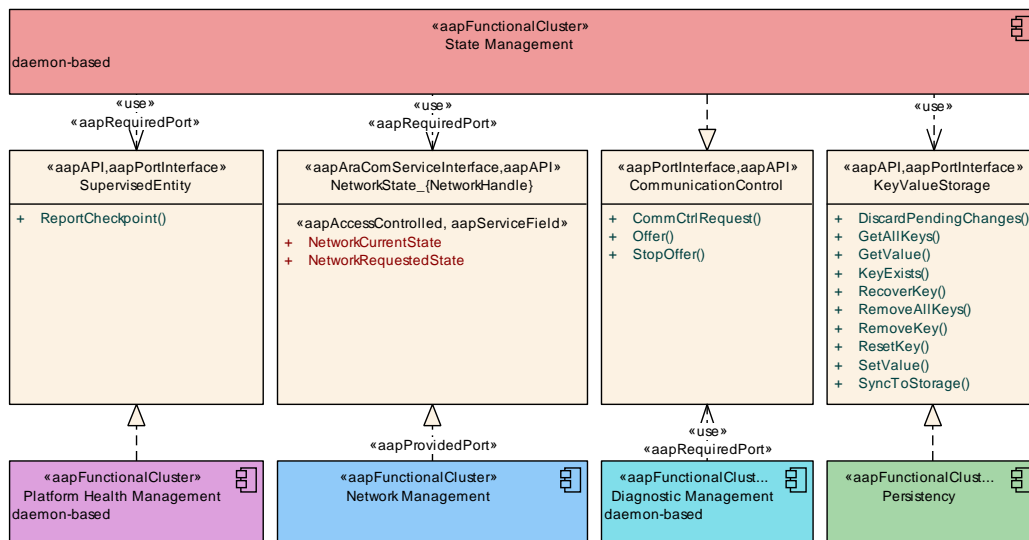 «aapFunctionalCluster»
State Management
daemon-based
«use»
«aapRequiredPort»
«use»
«aapRequiredPort»
«use»
«aapAPI,aapPortInterface»
SupervisedEntity
+ ReportCheckpoint()
«aapAraComServiceInterface,aapAPI»
NetworkState_{NetworkHandle}
«aapAccessControlled, aapServiceField»
+ NetworkCurrentState
+ NetworkRequestedState
«aapPortInterface,aapAPI»
CommunicationControl
+ CommCtrlRequest()
+ Offer()
+ StopOffer()
«aapAPI,aapPortInterface»
KeyValueStorage
+ DiscardPendingChanges()
+ GetAllKeys()
+ GetValue()
+ KeyExists()
+ RecoverKey()
+ RemoveAllKeys()
+ RemoveKey()
+ ResetKey()
+ SetValue()
+ SyncToStorage()
«aapProvidedPort»
«use»
«aapRequiredPort»
«aapFunctionalCluster»
Platform Health Management
daemon-based
«aapFunctionalCluster»
Network Management
«aapFunctionalClust...
Diagnostic Management
daemon-based
«aapFunctionalClust...
Persistency